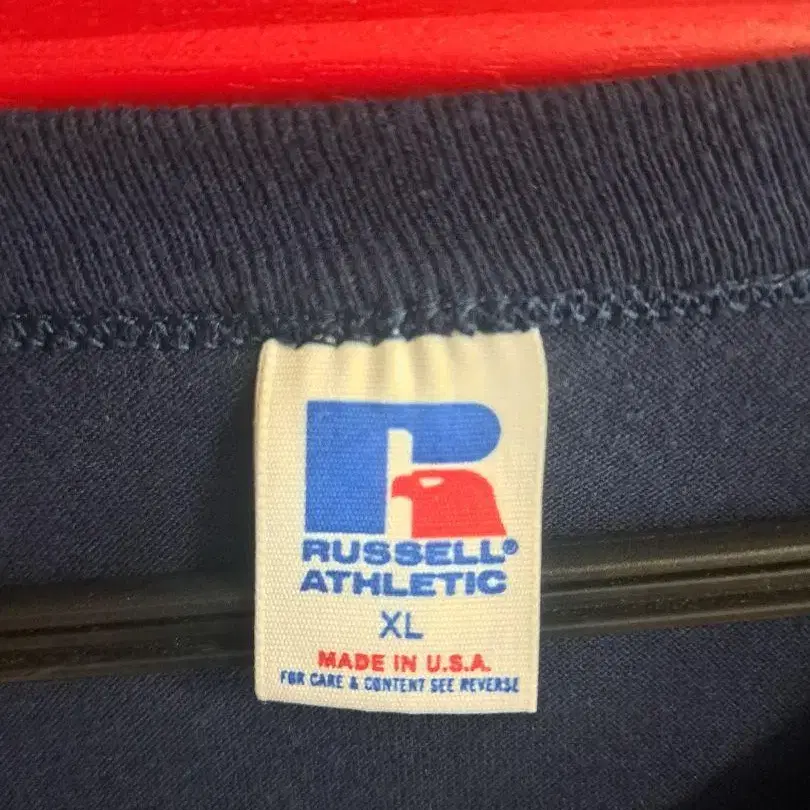 RUSSELL®
ATHLETIC
XL
MADE IN U.S.A.
FOR CARE & CONTENT SEE REVERSE